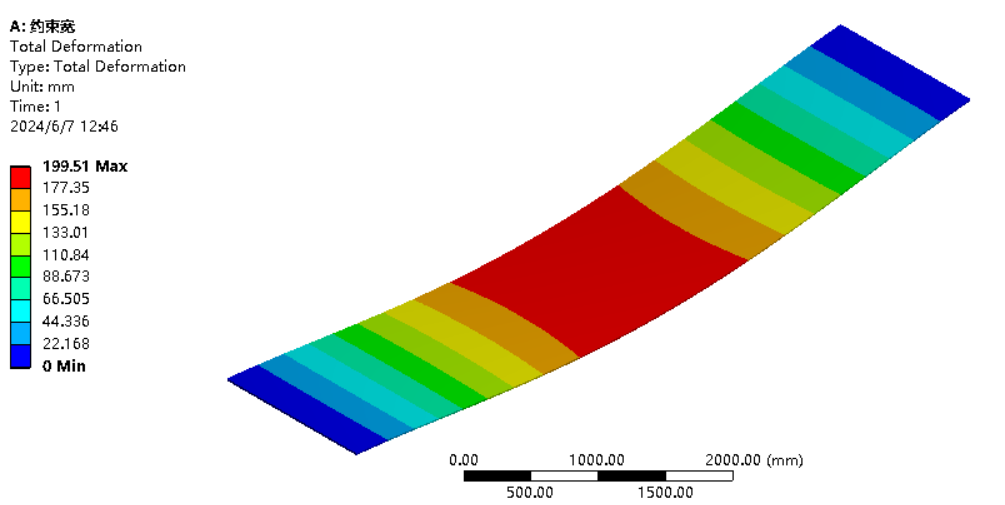 A: 约束宽
Total Deformation
Type: Total Deformation
Unit: mm
Time: 1
2024/6/7 12:46
199.51 Max
177.35
155.18
133.01
110.84
88.673
66.505
44.336
22.168
0 Min
0.00 1000.00 2000.00 (mm)
500.00 1500.00